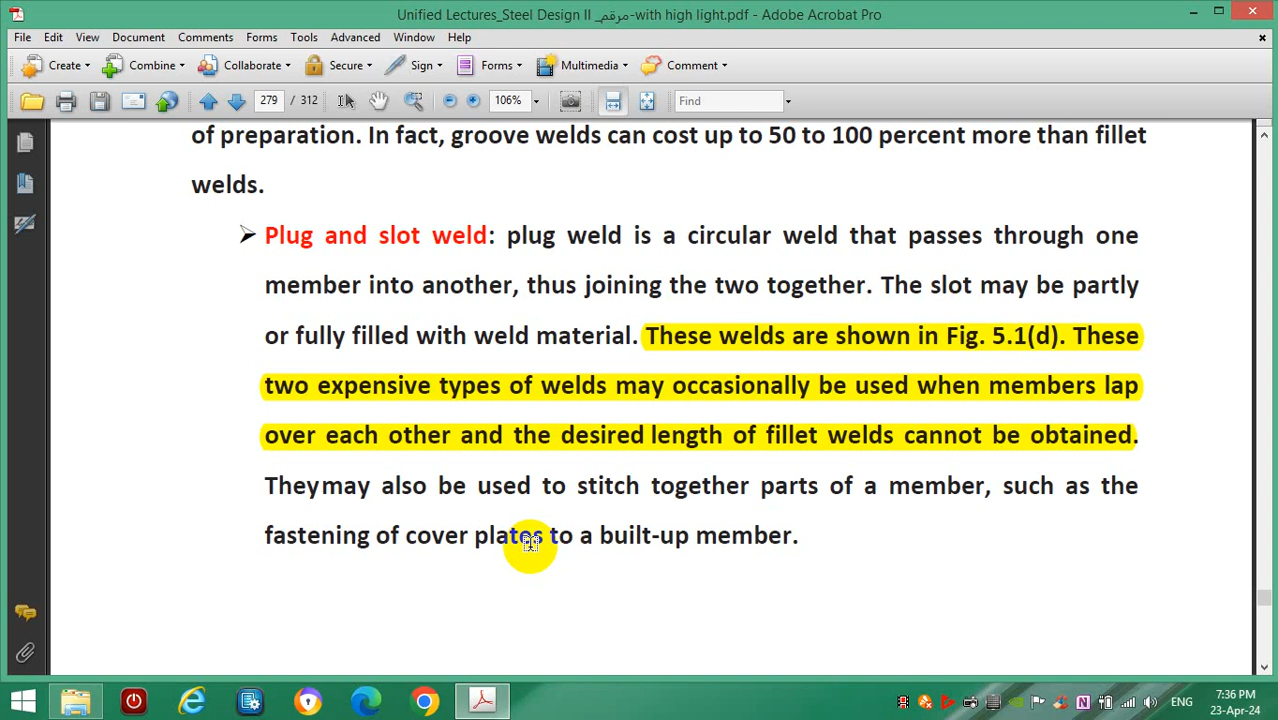 Unified Lectures_Steel Design II _مرقم-with high light.pdf - Adobe Acrobat Pro
File Edit View Document Comments Forms Tools Advanced Window Help
Create Combine Collaborate Secure Sign Forms Multimedia Comment
279 / 312 106% Find
of preparation. In fact, groove welds can cost up to 50 to 100 percent more than fillet
welds.
➢ Plug and slot weld: plug weld is a circular weld that passes through one
member into another, thus joining the two together. The slot may be partly
or fully filled with weld material. These welds are shown in Fig. 5.1(d). These
two expensive types of welds may occasionally be used when members lap
over each other and the desired length of fillet welds cannot be obtained.
They may also be used to stitch together parts of a member, such as the
fastening of cover plates to a built-up member.
ENG
7:36 PM
23-Apr-24